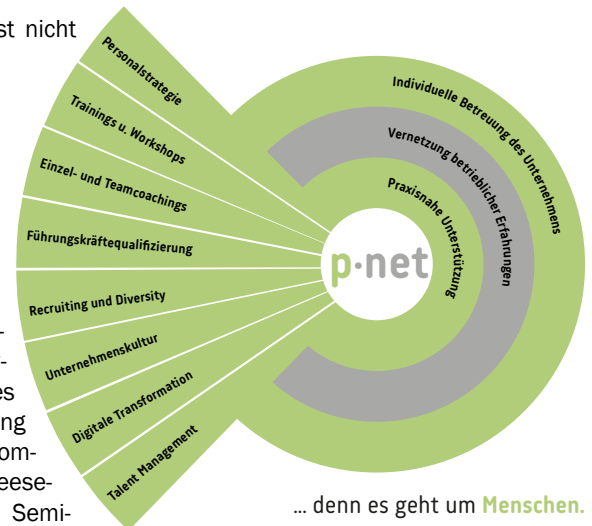 st nicht
Personalstrategie
Trainings u. Workshops
Einzel- und Teamcoachings
Führungskräftequalifizierung
Recruiting und Diversity
Unternehmenskultur
Digitale Transformation
Talent Management
Individuelle Betreuung des Unternehmens
Vernetzung betrieblicher Erfahrungen
Praxisnahe Unterstützung
p·net
-
r-
es
ng
om-
eese-
Semi-
... denn es geht um Menschen.